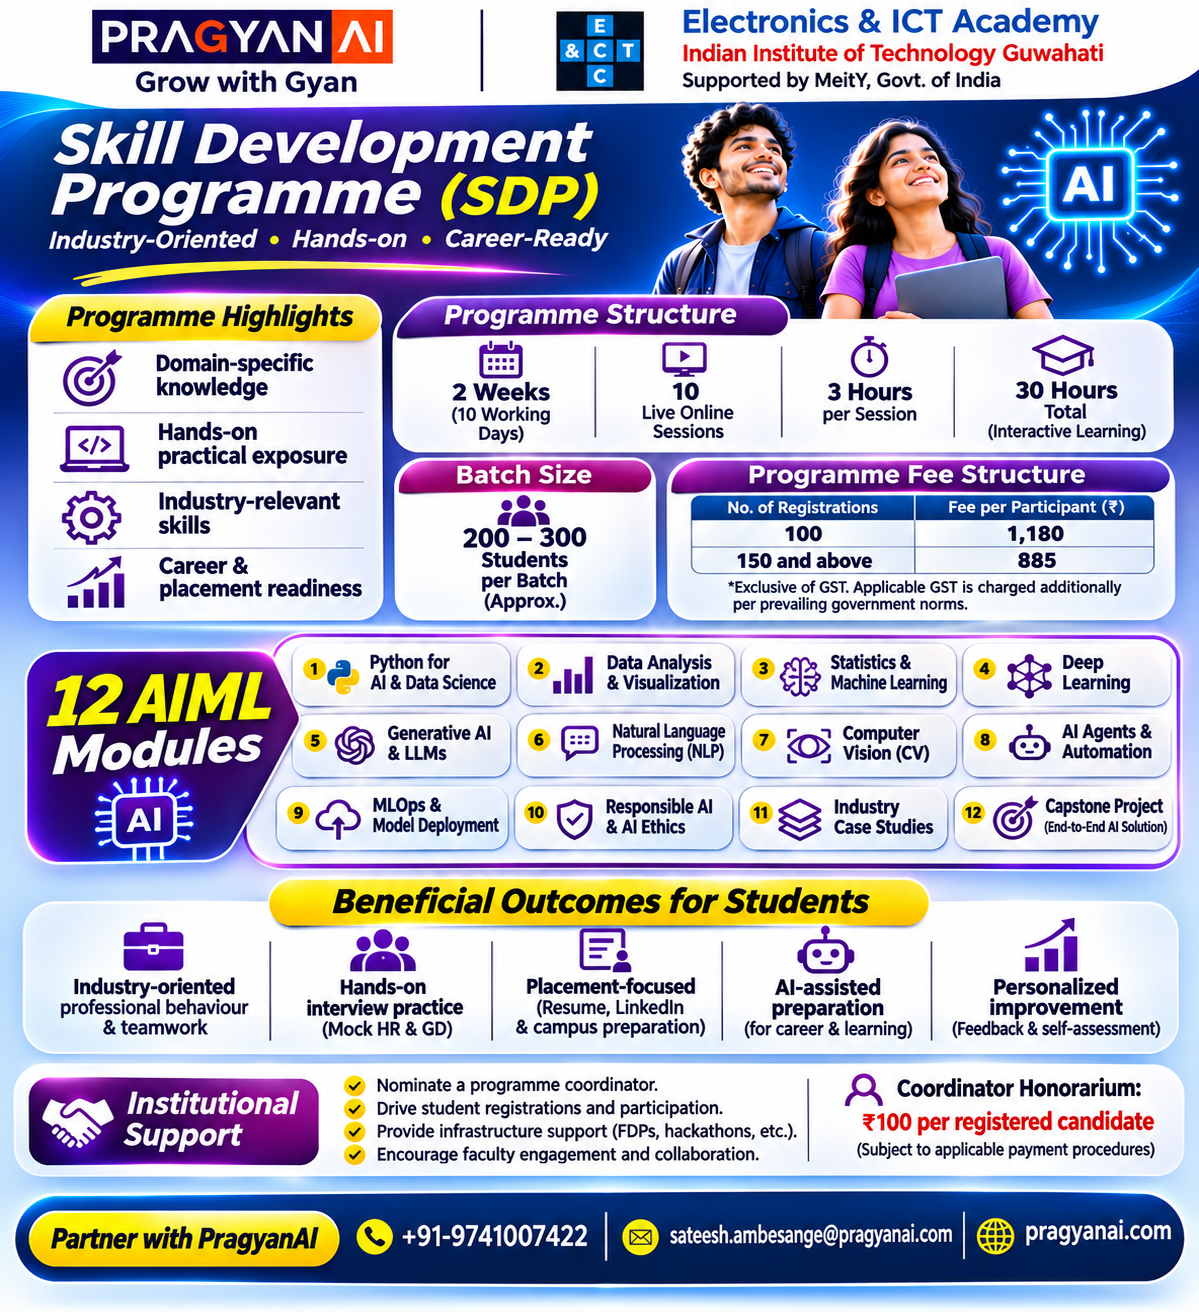 PRAGYAN AI
Grow with Gyan
E
& C T
C
Electronics & ICT Academy
Indian Institute of Technology Guwahati
Supported by MeitY, Govt. of India
Skill Development
Programme (SDP)
Industry-Oriented • Hands-on • Career-Ready
AI
Programme Highlights
Domain-specific
knowledge
Hands-on
practical exposure
Industry-relevant
skills
Career &
placement readiness
Programme Structure
2 Weeks
(10 Working
Days)
10
Live Online
Sessions
3 Hours
per Session
30 Hours
Total
(Interactive Learning)
Batch Size
200 – 300
Students
per Batch
(Approx.)
Programme Fee Structure
No. of Registrations Fee per Participant (₹)
100 1,180
150 and above 885
*Exclusive of GST. Applicable GST is charged additionally
per prevailing government norms.
12 AIML
Modules
AI
1 Python for
AI & Data Science
2 Data Analysis
& Visualization
3 Statistics &
Machine Learning
4 Deep
Learning
5 Generative AI
& LLMs
6 Natural Language
Processing (NLP)
7 Computer
Vision (CV)
8 AI Agents &
Automation
9 MLOps &
Model Deployment
10 Responsible AI
& AI Ethics
11 Industry
Case Studies
12 Capstone Project
(End-to-End AI Solution)
Beneficial Outcomes for Students
Industry-oriented
professional behaviour
& teamwork
Hands-on
interview practice
(Mock HR & GD)
Placement-focused
(Resume, LinkedIn
& campus preparation)
AI-assisted
preparation
(for career & learning)
Personalized
improvement
(Feedback & self-assessment)
Institutional
Support
Nominate a programme coordinator.
Drive student registrations and participation.
Provide infrastructure support (FDPs, hackathons, etc.).
Encourage faculty engagement and collaboration.
Coordinator Honorarium:
₹100 per registered candidate
(Subject to applicable payment procedures)
Partner with PragyanAI
+91-9741007422
sateesh.ambesange@pragyanai.com
pragyanai.com